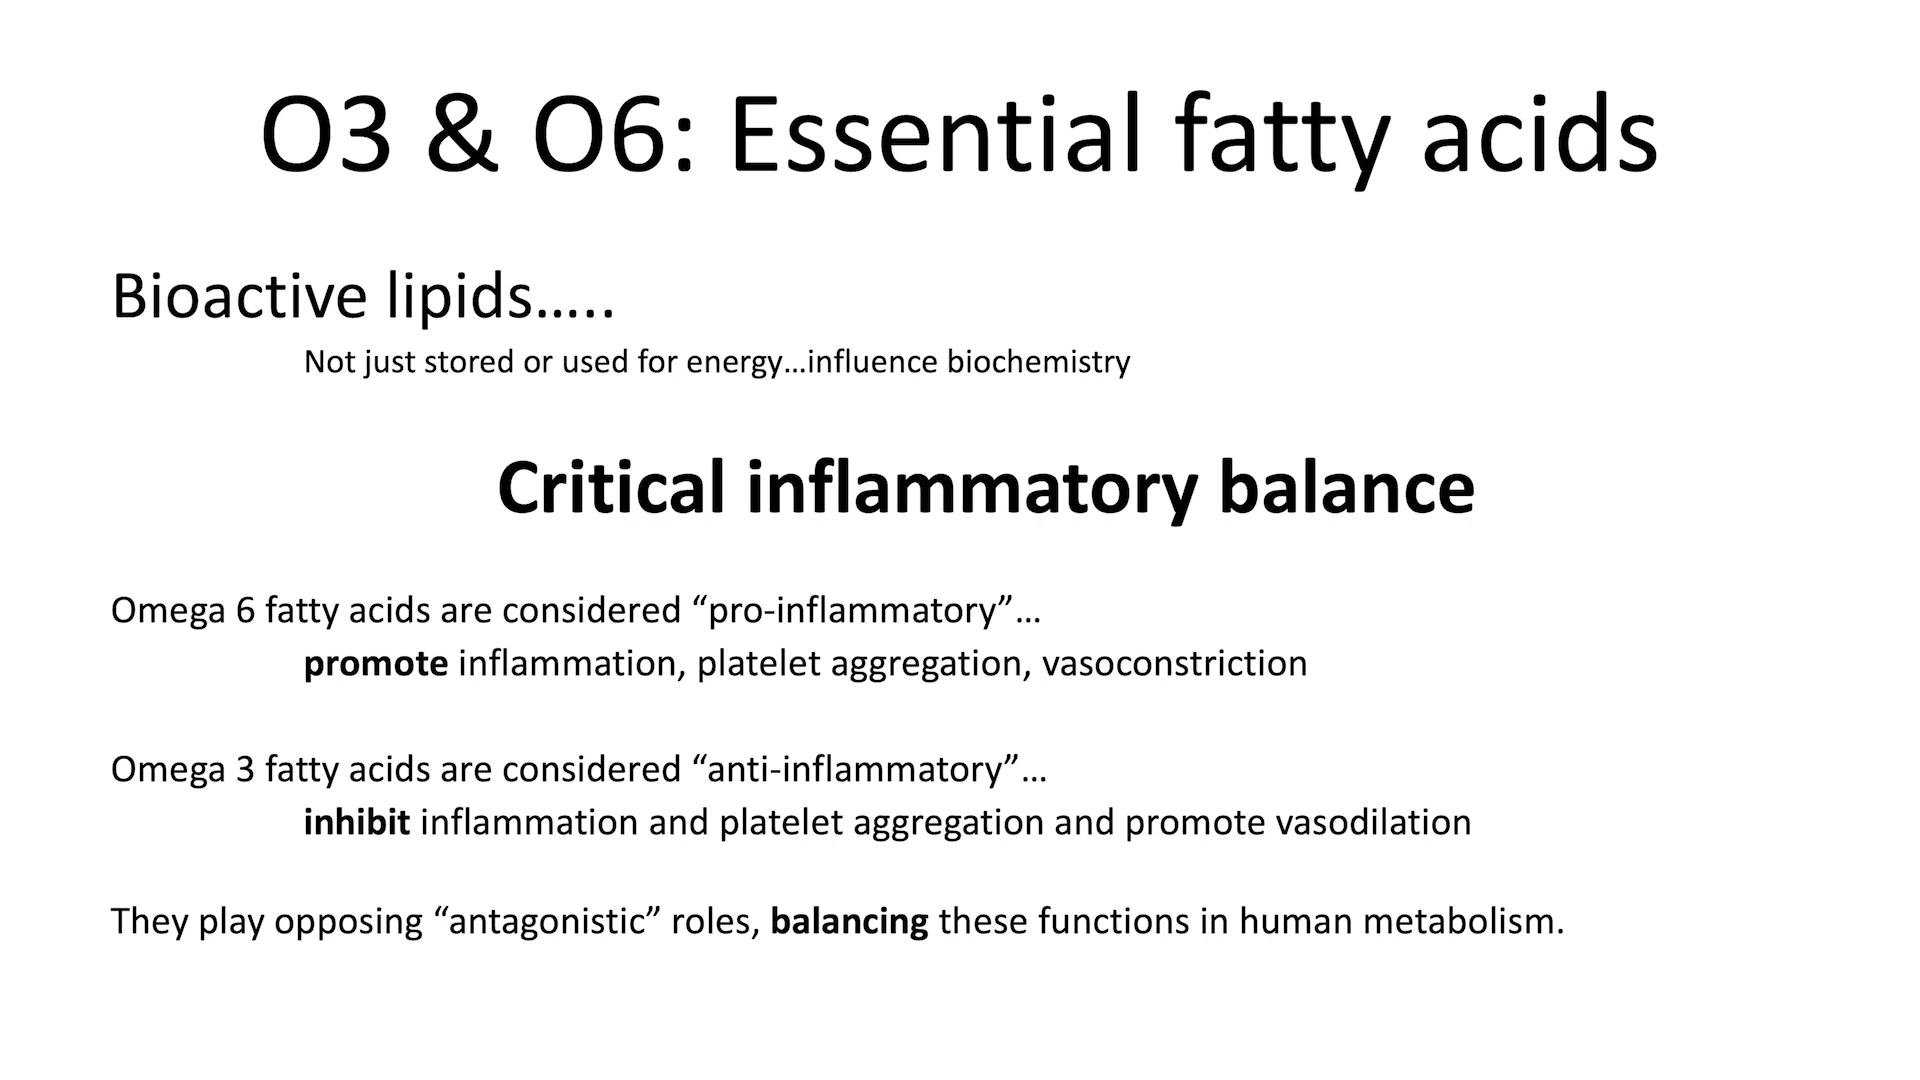 O3 & O6: Essential fatty acids
Bioactive lipids…..
Not just stored or used for energy…influence biochemistry
Critical inflammatory balance
Omega 6 fatty acids are considered “pro-inflammatory”…
promote inflammation, platelet aggregation, vasoconstriction
Omega 3 fatty acids are considered “anti-inflammatory”…
inhibit inflammation and platelet aggregation and promote vasodilation
They play opposing “antagonistic” roles, balancing these functions in human metabolism.